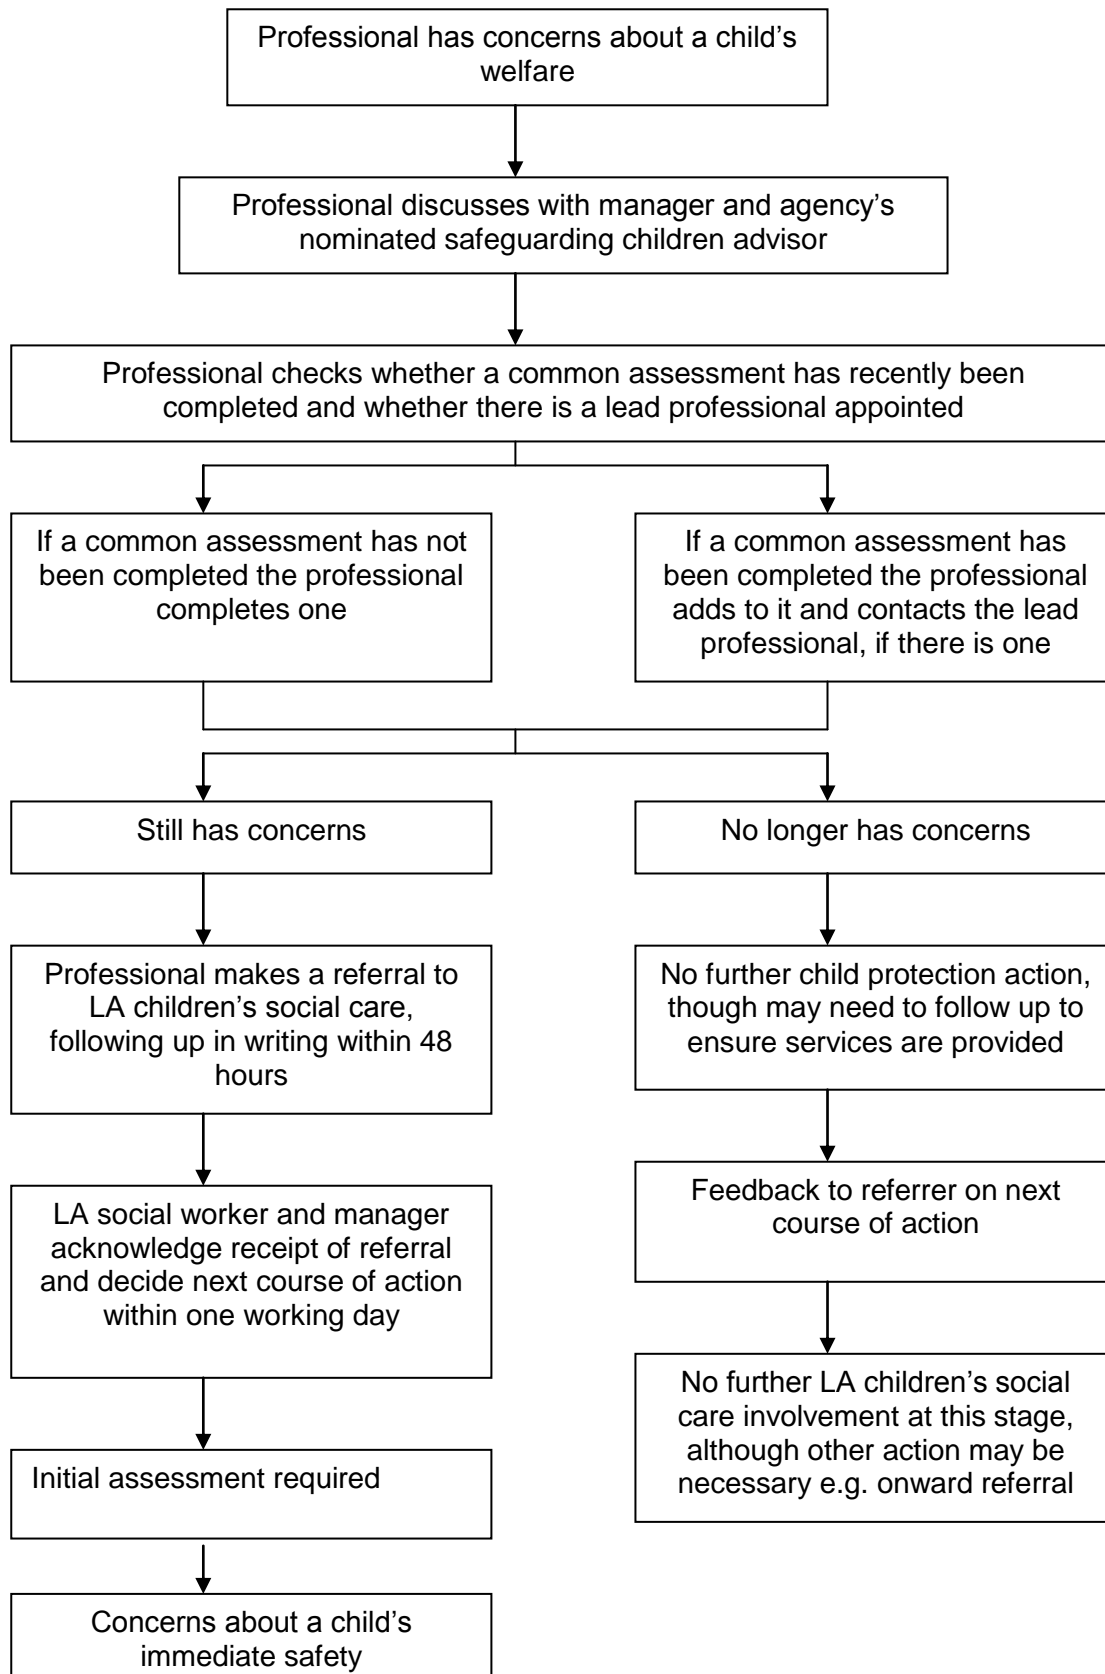 Professional has concerns about a child’s
welfare
Professional discusses with manager and agency’s
nominated safeguarding children advisor
Professional checks whether a common assessment has recently been
completed and whether there is a lead professional appointed
If a common assessment has not
been completed the professional
completes one
If a common assessment has
been completed the professional
adds to it and contacts the lead
professional, if there is one
Still has concerns
No longer has concerns
Professional makes a referral to
LA children’s social care,
following up in writing within 48
hours
No further child protection action,
though may need to follow up to
ensure services are provided
LA social worker and manager
acknowledge receipt of referral
and decide next course of action
within one working day
Feedback to referrer on next
course of action
No further LA children’s social
care involvement at this stage,
although other action may be
necessary e.g. onward referral
Initial assessment required
Concerns about a child’s
immediate safety